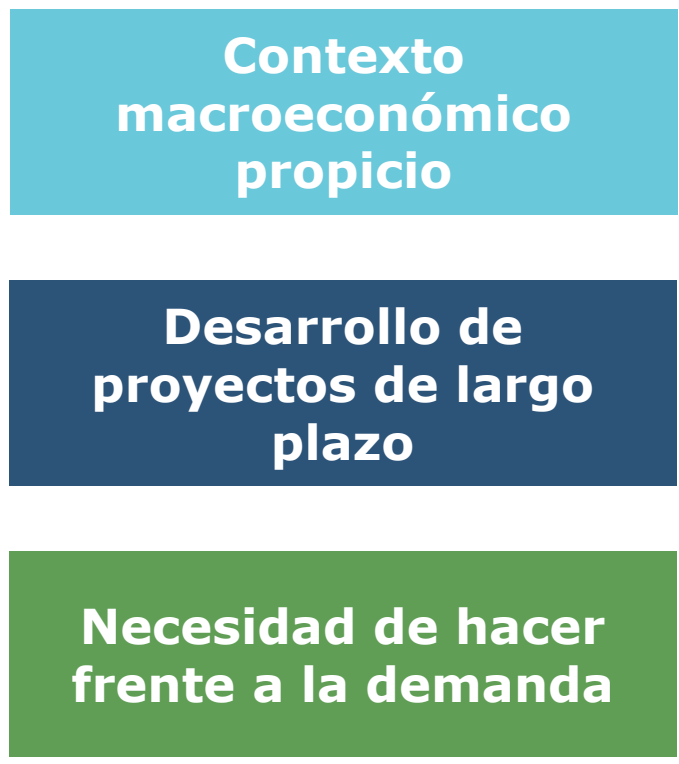 Contexto
macroeconómico
propicio
Desarrollo de
proyectos de largo
plazo
Necesidad de hacer
frente a la demanda